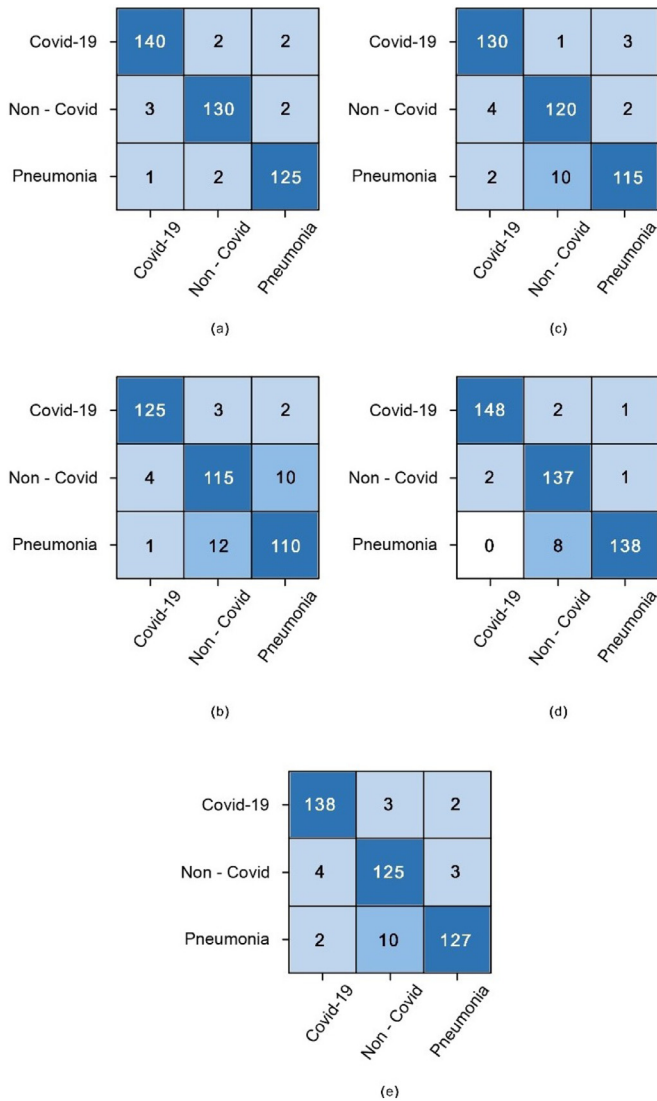 Covid-19 140 2 2
Non - Covid 3 130 2
Pneumonia 1 2 125
Covid-19 Non - Covid Pneumonia
(a)
Covid-19 130 1 3
Non - Covid 4 120 2
Pneumonia 2 10 115
Covid-19 Non - Covid Pneumonia
(c)
Covid-19 125 3 2
Non - Covid 4 115 10
Pneumonia 1 12 110
Covid-19 Non - Covid Pneumonia
(b)
Covid-19 148 2 1
Non - Covid 2 137 1
Pneumonia 0 8 138
Covid-19 Non - Covid Pneumonia
(d)
Covid-19 138 3 2
Non - Covid 4 125 3
Pneumonia 2 10 127
Covid-19 Non - Covid Pneumonia
(e)